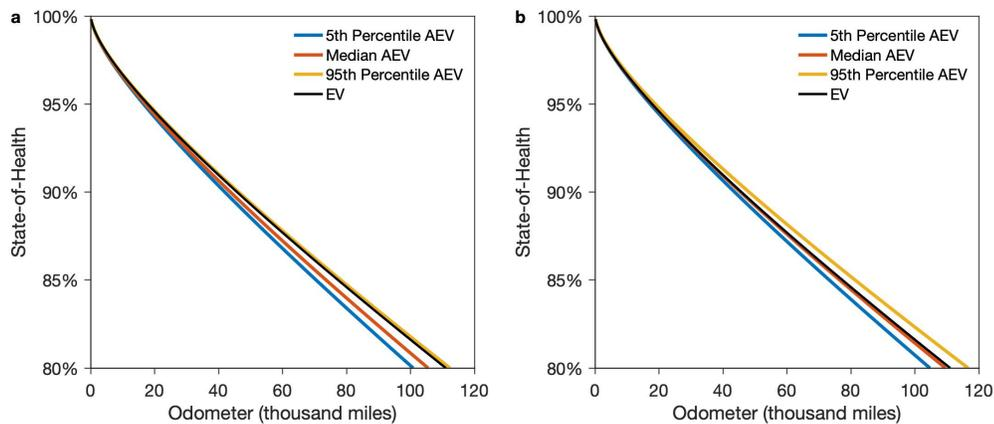 a
100%
95%
90%
85%
80%
State-of-Health
0 20 40 60 80 100 120
Odometer (thousand miles)
5th Percentile AEV
Median AEV
95th Percentile AEV
EV
b
100%
95%
90%
85%
80%
State-of-Health
0 20 40 60 80 100 120
Odometer (thousand miles)
5th Percentile AEV
Median AEV
95th Percentile AEV
EV